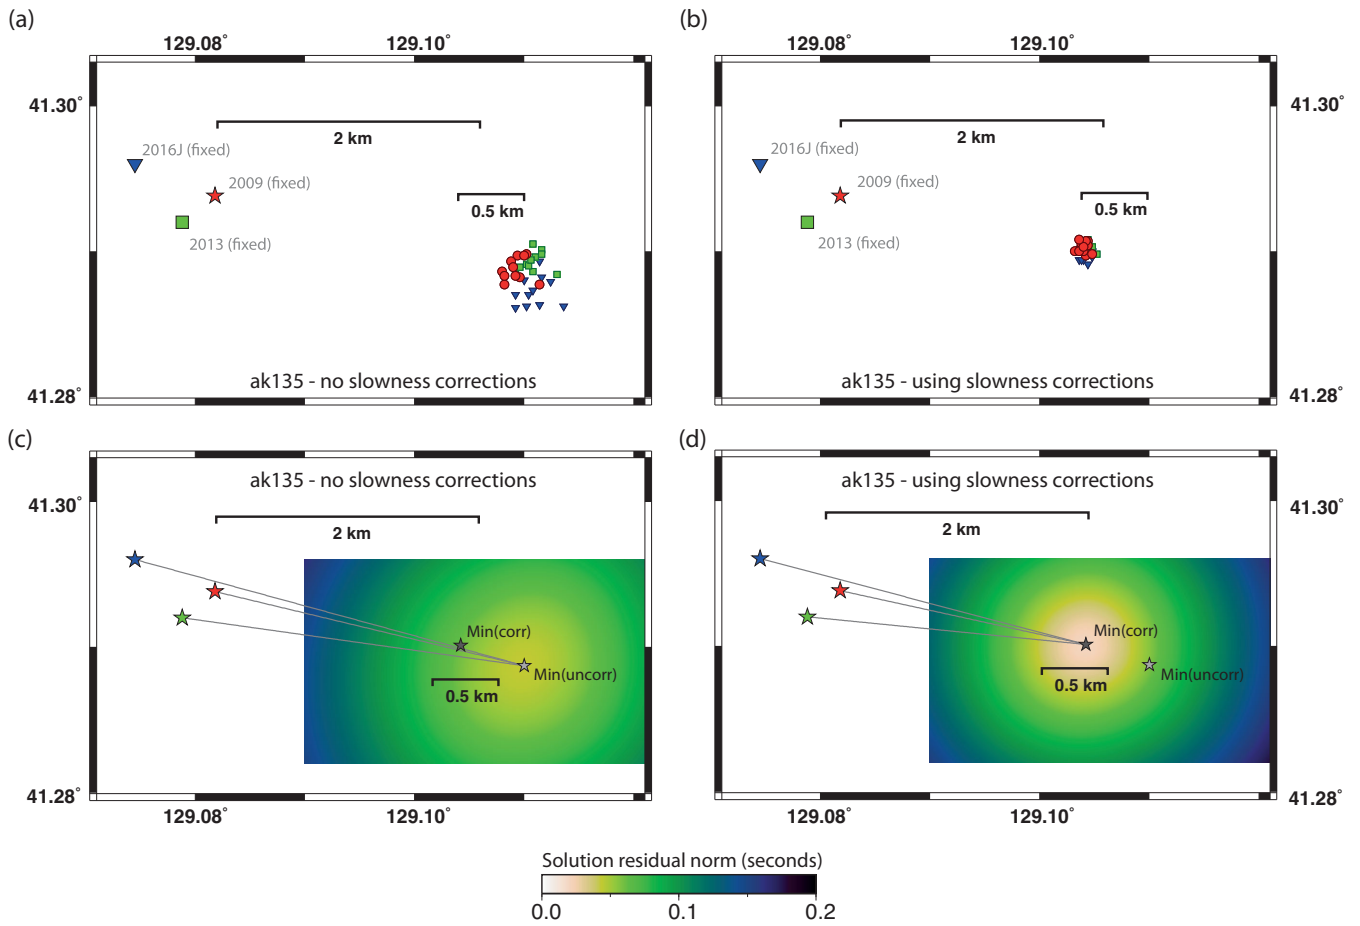 (a)
(b)
129.08˚
129.10˚
129.08˚
129.10˚
41.30˚
41.30˚
2 km
2 km
2016J (fixed)
2016J (fixed)
2009 (fixed)
2009 (fixed)
0.5 km
0.5 km
2013 (fixed)
2013 (fixed)
ak135 - no slowness corrections
ak135 - using slowness corrections
41.28˚
41.28˚
(c)
(d)
ak135 - no slowness corrections
ak135 - using slowness corrections
41.30˚
41.30˚
2 km
2 km
Min(corr)
Min(corr)
Min(uncorr)
Min(uncorr)
0.5 km
0.5 km
41.28˚
41.28˚
129.08˚
129.10˚
129.08˚
129.10˚
Solution residual norm (seconds)
0.0
0.1
0.2